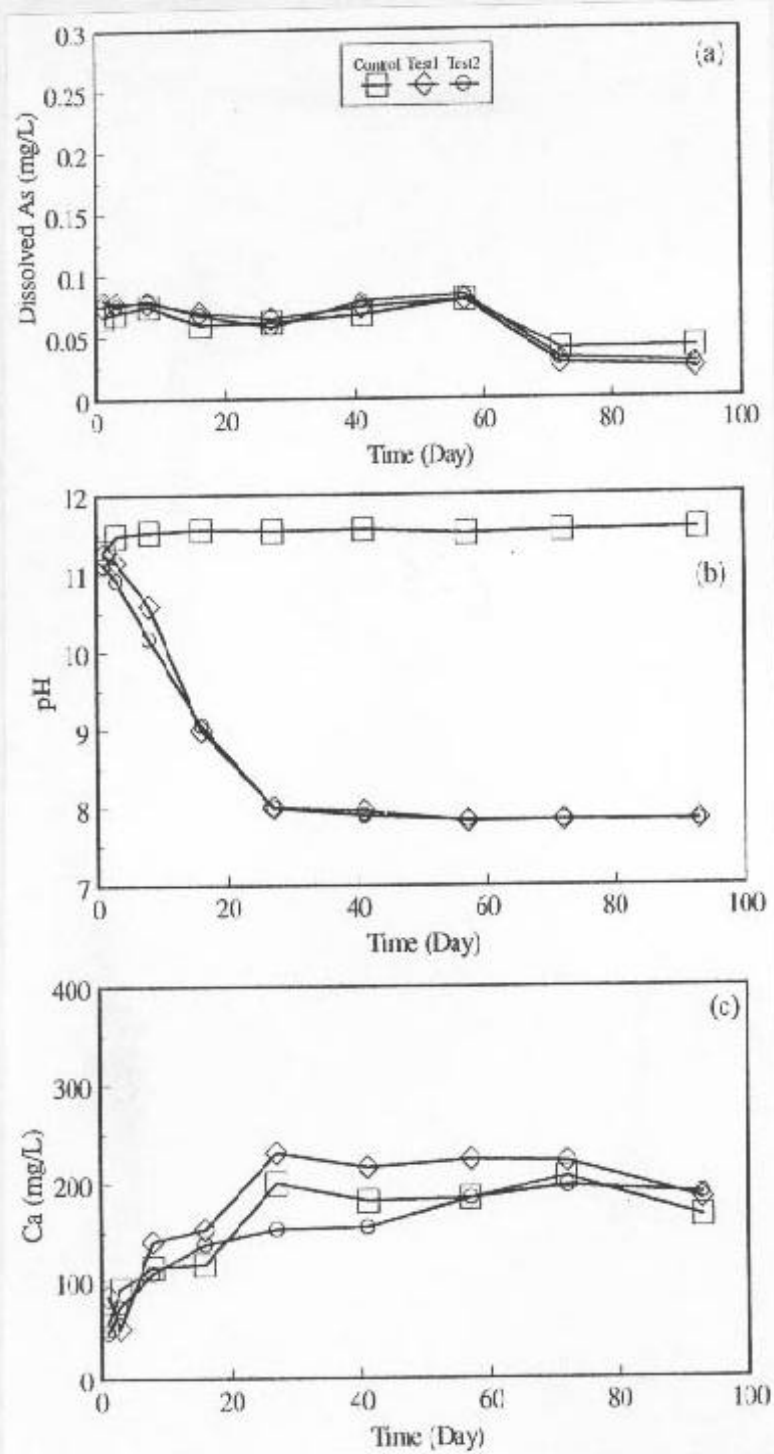 (a)
Control Test1 Test2
Dissolved As (mg/L)
0.3
0.25
0.2
0.15
0.1
0.05
0
0 20 40 60 80 100
Time (Day)
(b)
pH
12
11
10
9
8
7
0 20 40 60 80 100
Time (Day)
(c)
Ca (mg/L)
400
300
200
100
0
0 20 40 60 80 100
Time (Day)